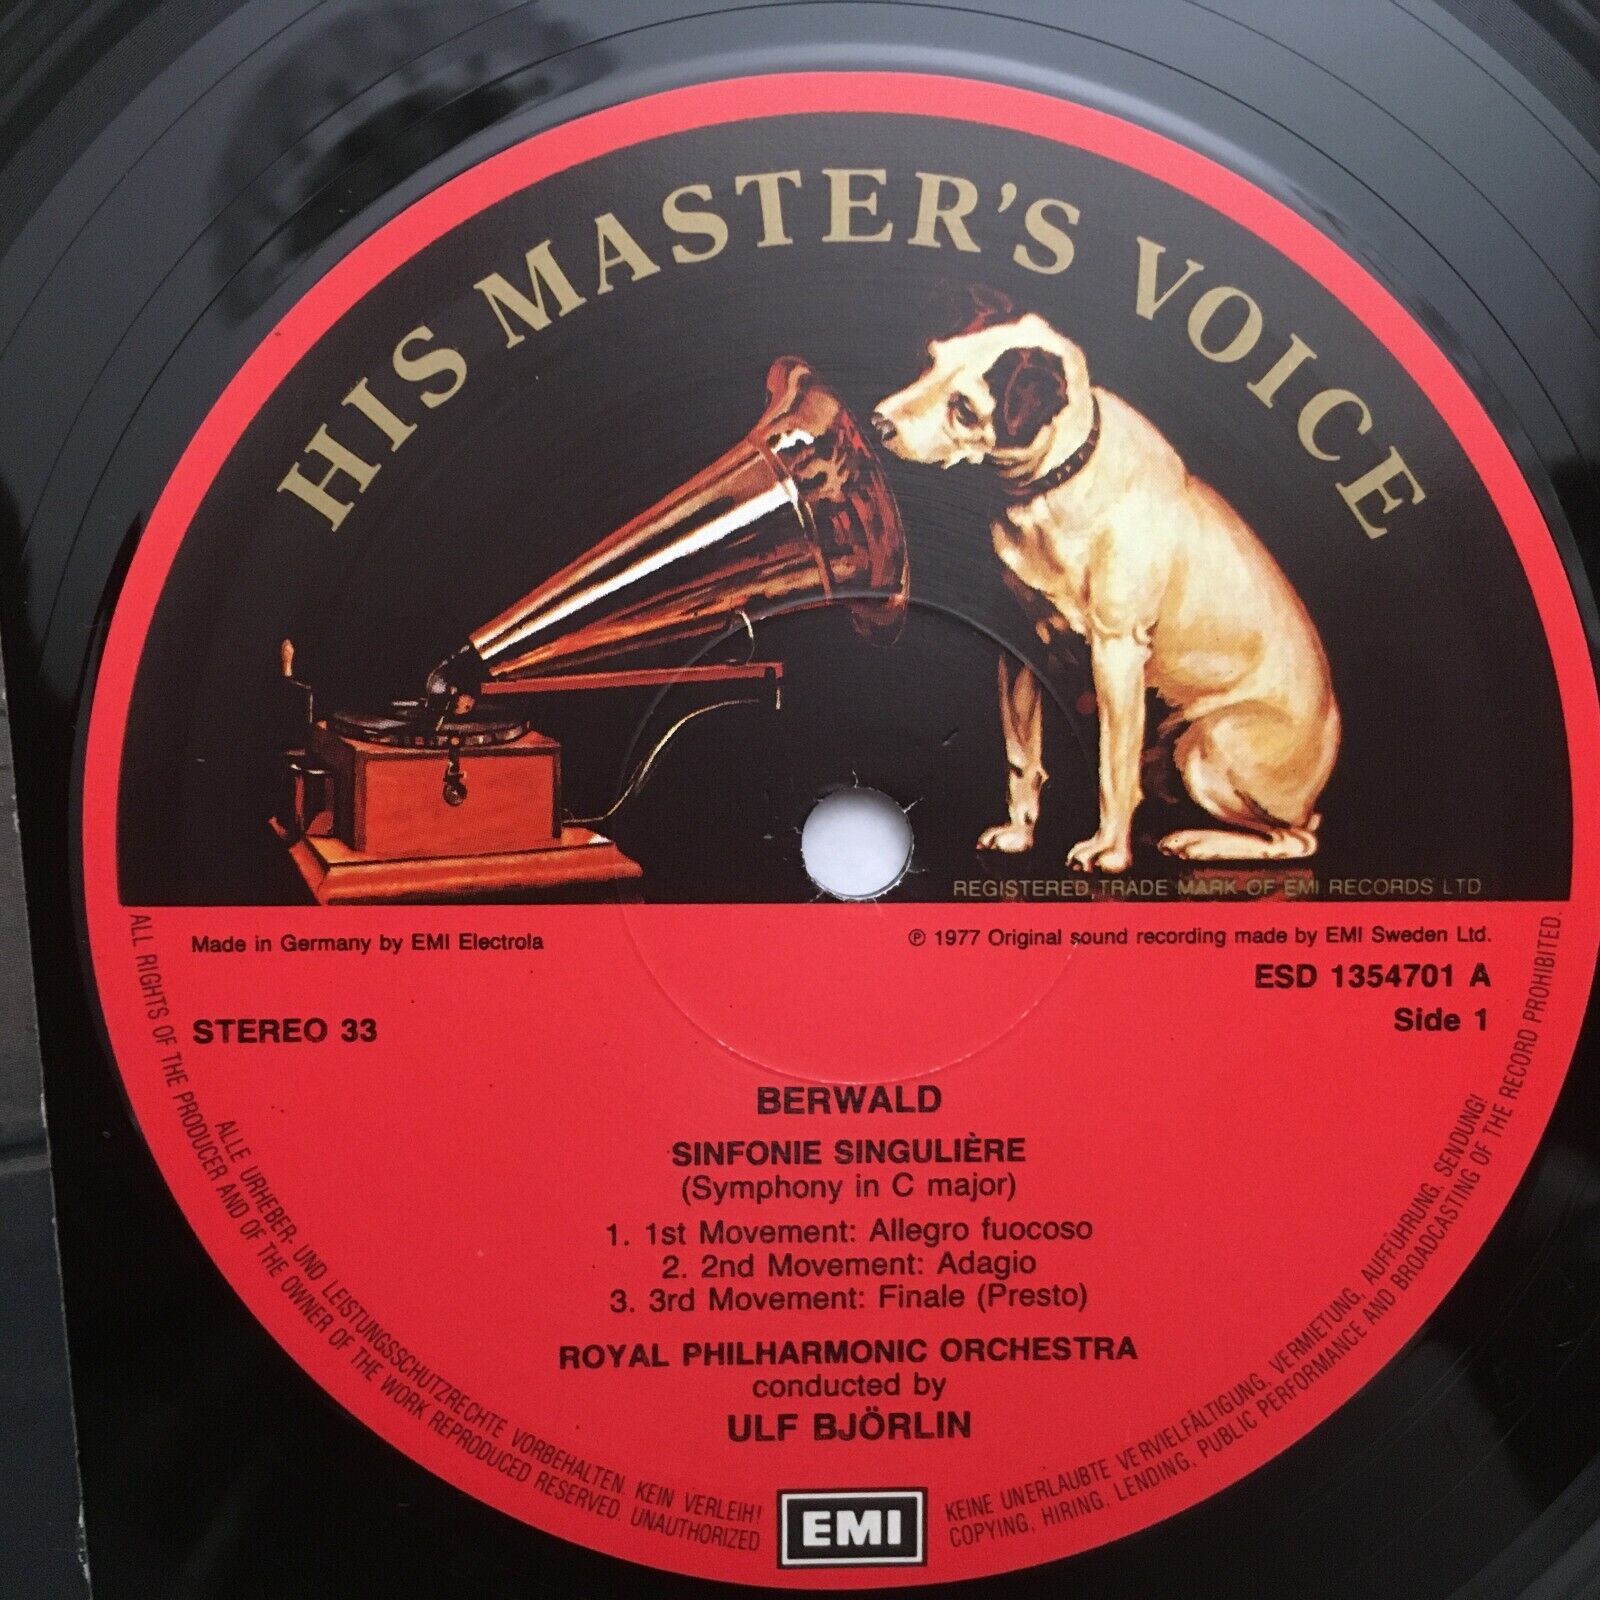 HIS MASTER'S VOICE
REGISTERED TRADE MARK OF EMI RECORDS LTD
Made in Germany by EMI Electrola
℗ 1977 Original sound recording made by EMI Sweden Ltd.
ESD 1354701 A
Side 1
STEREO 33
BERWALD
SINFONIE SINGULIÈRE
(Symphony in C major)
1. 1st Movement: Allegro fuocoso
2. 2nd Movement: Adagio
3. 3rd Movement: Finale (Presto)
ROYAL PHILHARMONIC ORCHESTRA
conducted by
ULF BJÖRLIN
EMI
ALLE URHEBER- UND LEISTUNGSSCHUTZRECHTE VORBEHALTEN. KEIN VERLEIH! KEINE UNERLAUBTE VERVIELFÄLTIGUNG, VERMIETUNG, AUFFÜHRUNG, SENDUNG!
ALL RIGHTS OF THE PRODUCER AND OF THE OWNER OF THE WORK REPRODUCED RESERVED. UNAUTHORIZED COPYING, HIRING, LENDING, PUBLIC PERFORMANCE AND BROADCASTING OF THE RECORD PROHIBITED.